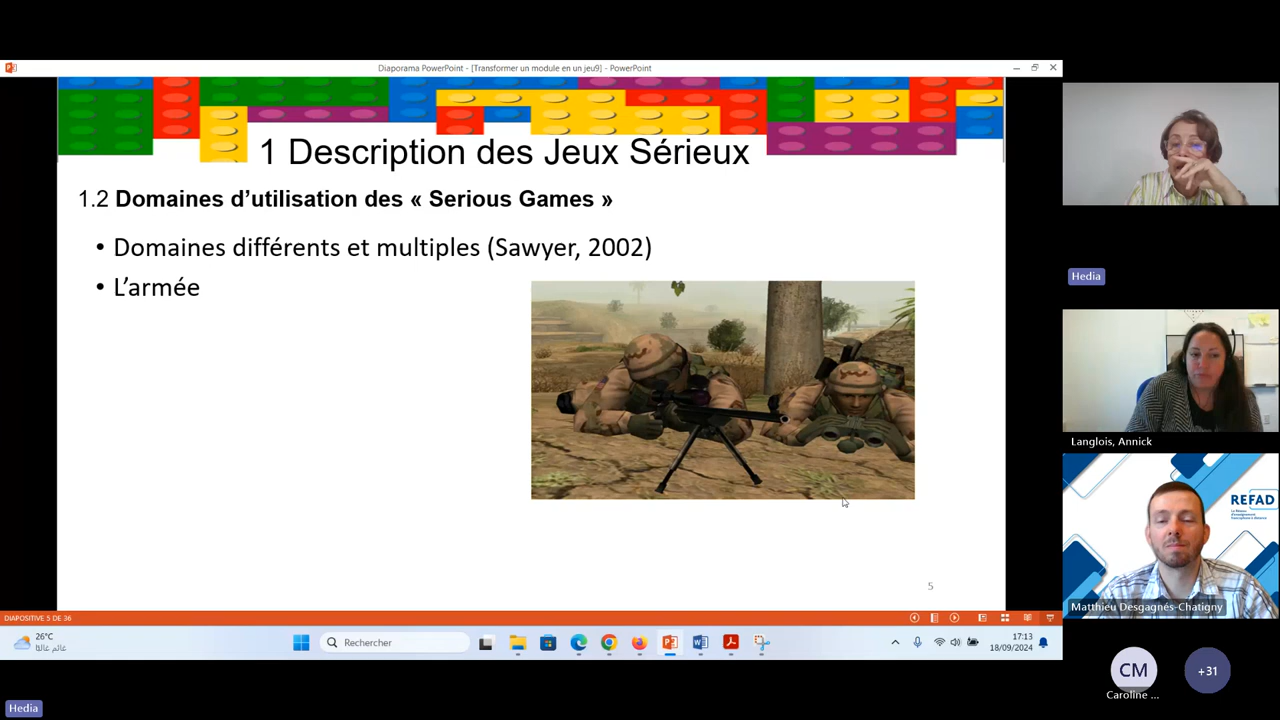 Diaporama PowerPoint - [Transformer un module en un jeu9] - PowerPoint
1 Description des Jeux Sérieux
1.2 Domaines d’utilisation des « Serious Games »
• Domaines différents et multiples (Sawyer, 2002)
• L’armée
5
DIAPOSITIVE 5 DE 36
26°C
غائم غالبًا
Rechercher
17:13
18/09/2024
Hedia
Langlois, Annick
REFAD
Matthieu Desgagnés-Chatigny
CM
Caroline ...
+31
Hedia